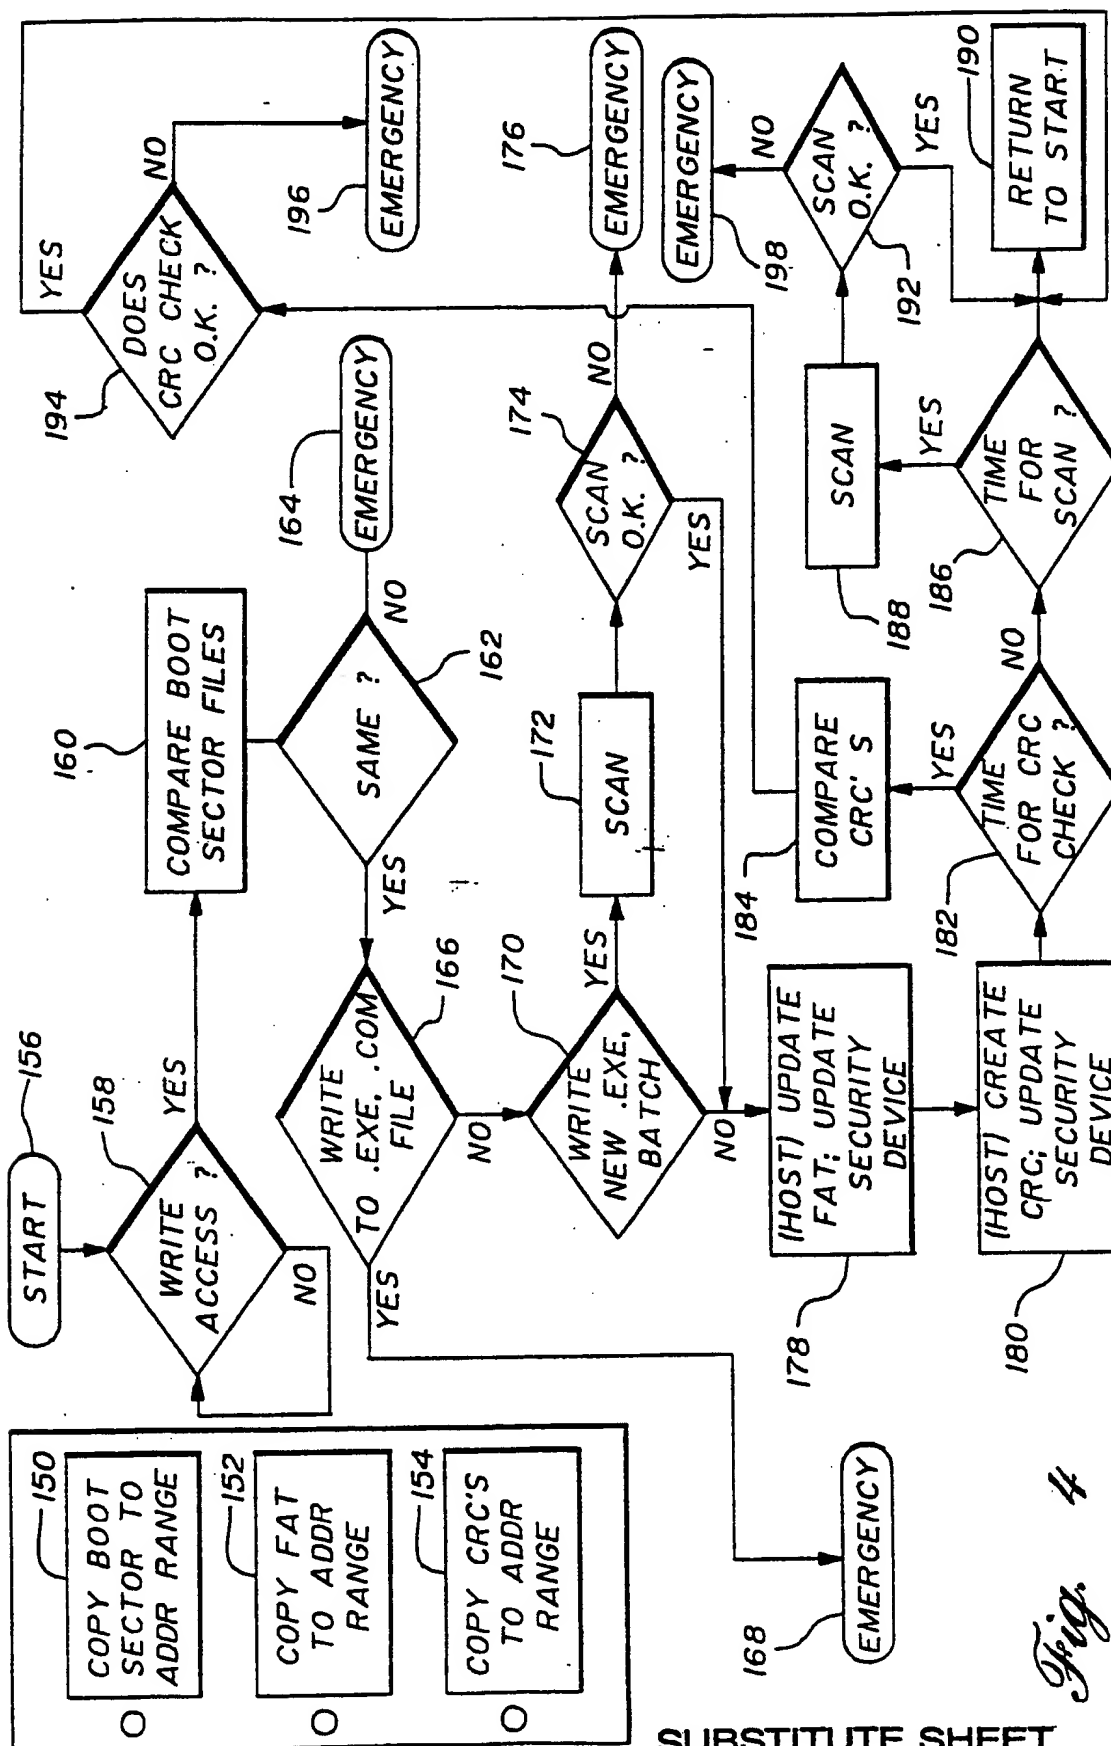 COPY BOOT
SECTOR TO
ADDR RANGE
150
COPY FAT
TO ADDR
RANGE
152
COPY CRC'S
TO ADDR
RANGE
154
START
156
WRITE
ACCESS ?
158
YES
NO
COMPARE BOOT
SECTOR FILES
160
SAME ?
162
NO
YES
EMERGENCY
164
WRITE
TO .EXE, .COM
FILE
166
YES
NO
EMERGENCY
168
WRITE
NEW .EXE,
BATCH
170
YES
NO
SCAN
172
SCAN
O.K. ?
174
NO
YES
EMERGENCY
176
(HOST) UPDATE
FAT; UPDATE
SECURITY
DEVICE
178
(HOST) CREATE
CRC; UPDATE
SECURITY
DEVICE
180
TIME
FOR CRC
CHECK ?
182
YES
NO
COMPARE
CRC'S
184
TIME
FOR
SCAN ?
186
YES
SCAN
188
SCAN
O.K. ?
192
NO
YES
EMERGENCY
198
RETURN
TO START
190
DOES
CRC CHECK
O.K. ?
194
YES
NO
EMERGENCY
196
Fig. 4
SUBSTITUTE SHEET